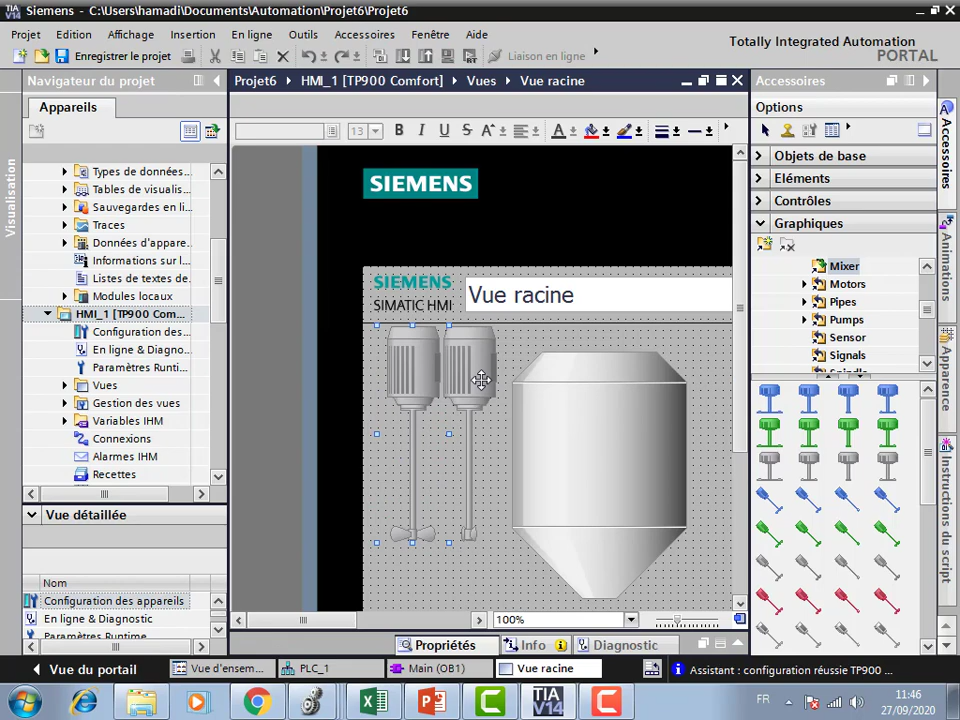 TIA V14 Siemens - C:\Users\hamadi\Documents\Automation\Projet6\Projet6
Projet Edition Affichage Insertion En ligne Outils Accessoires Fenêtre Aide
Totally Integrated Automation
PORTAL
Enregistrer le projet Liaison en ligne
Navigateur du projet
Projet6 HMI_1 [TP900 Comfort] Vues Vue racine
Accessoires
Appareils
Options
13 B I U S A A
Visualisation
Types de données...
Tables de visualis...
Sauvegardes en li...
Traces
Données d'appare...
Informations sur l...
Listes de textes de...
Modules locaux
HMI_1 [TP900 Com...
Configuration des...
En ligne & Diagno...
Paramètres Runti...
Vues
Gestion des vues
Variables IHM
Connexions
Alarmes IHM
Recettes
Vue détaillée
Nom
Configuration des appareils
En ligne & Diagnostic
Paramètres Runtime
SIEMENS
SIEMENS
SIMATIC HMI
Vue racine
100%
Propriétés Info Diagnostic
Objets de base
Eléments
Contrôles
Graphiques
Mixer
Motors
Pipes
Pumps
Sensor
Signals
Spindle
Accessoires
Animations
Apparence
Instructions du script
Vue du portail Vue d'ensem... PLC_1 Main (OB1) Vue racine Assistant : configuration réussie TP900 ...
TIA
V14
FR
11:46
27/09/2020